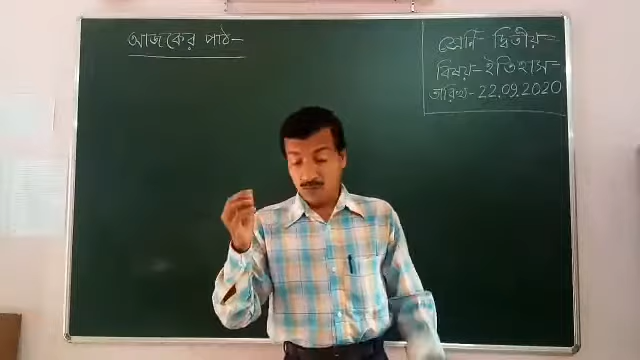 আজকের পাঠ-
শ্রেণি- দ্বিতীয়-
বিষয়-ইতিহাস-
তারিখ- 22.09.2020